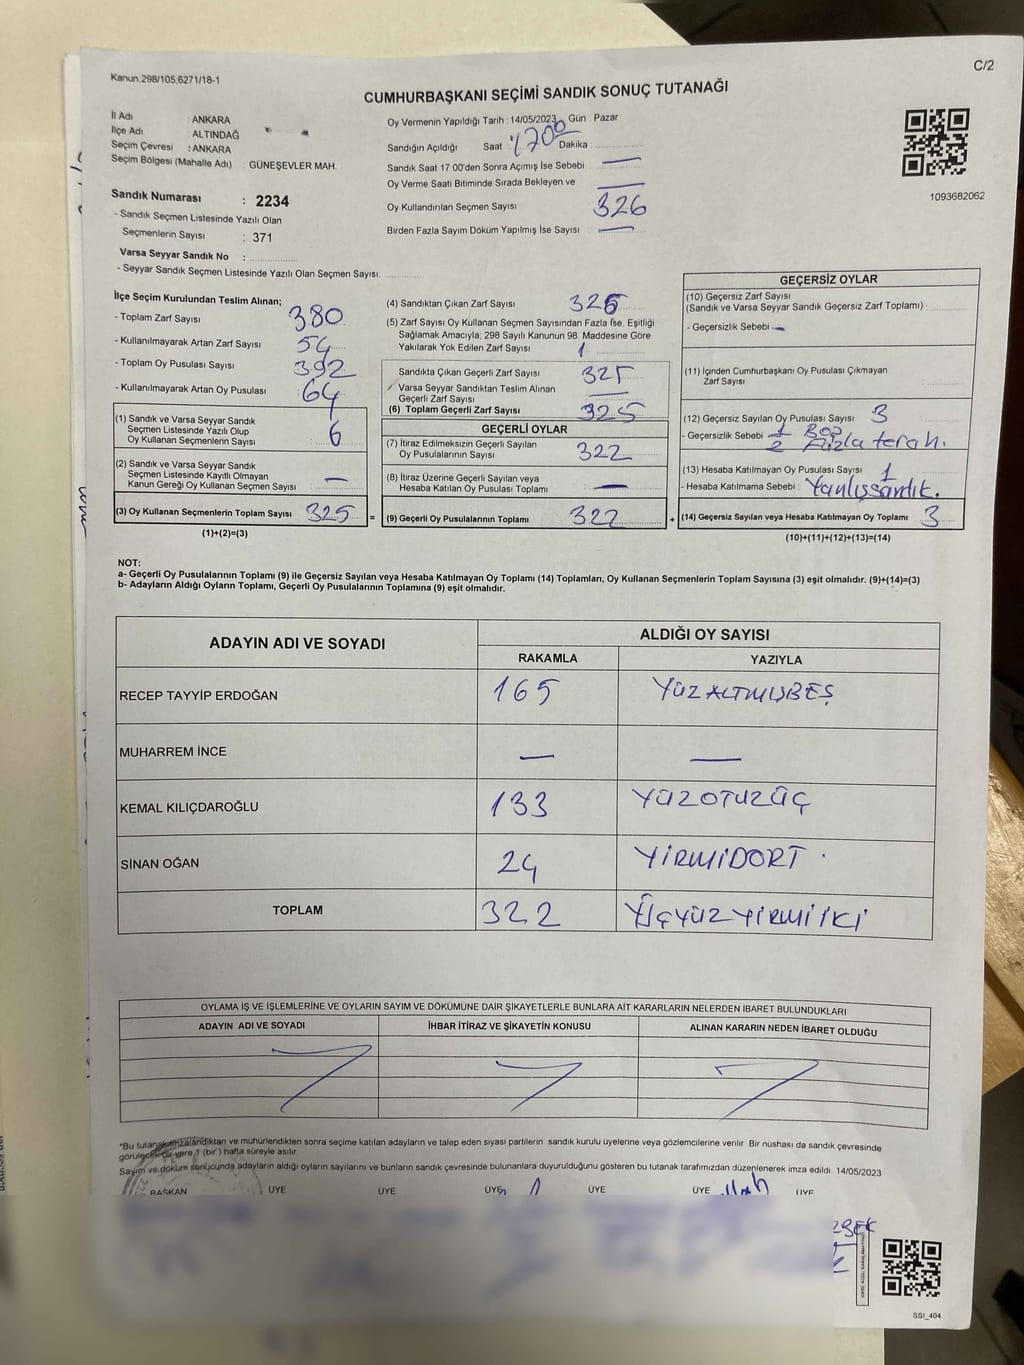 C/2
Kanun.298/105,6271/18-1
CUMHURBAŞKANI SEÇİMİ SANDIK SONUÇ TUTANAĞI
İl Adı ANKARA
İlçe Adı ALTINDAĞ
Seçim Çevresi : ANKARA
Seçim Bölgesi (Mahalle Adı) . GÜNEŞEVLER MAH.
Oy Vermenin Yapıldığı Tarih : 14/05/2023 Gün : Pazar
Sandığın Açıldığı Saat 1700 Dakika
Sandık Saat 17 00'den Sonra Açımış İse Sebebi
Oy Verme Saati Bitiminde Sırada Bekleyen ve
Oy Kullandırılan Seçmen Sayısı 326
Birden Fazla Sayım Döküm Yapılmış İse Sayısı
1093682062
Sandık Numarası : 2234
- Sandık Seçmen Listesinde Yazılı Olan
Seçmenlerin Sayısı : 371
Varsa Seyyar Sandık No :
- Seyyar Sandık Seçmen Listesinde Yazılı Olan Seçmen Sayısı:
İlçe Seçim Kurulundan Teslim Alınan;
- Toplam Zarf Sayısı 380
- Kullanılmayarak Artan Zarf Sayısı 54
- Toplam Oy Pusulası Sayısı 392
- Kullanılmayarak Artan Oy Pusulası 64
(1) Sandık ve Varsa Seyyar Sandık
Seçmen Listesinde Yazılı Olup
Oy Kullanan Seçmenlerin Sayısı 6
(2) Sandık ve Varsa Seyyar Sandık
Seçmen Listesinde Kayıtlı Olmayan
Kanun Gereği Oy Kullanan Seçmen Sayısı —
(3) Oy Kullanan Seçmenlerin Toplam Sayısı 325 =
(1)+(2)=(3)
(4) Sandıktan Çıkan Zarf Sayısı 326
(5) Zarf Sayısı Oy Kullanan Seçmen Sayısından Fazla İse, Eşitliği
Sağlamak Amacıyla, 298 Sayılı Kanunun 98. Maddesine Göre
Yakılarak Yok Edilen Zarf Sayısı 1
Sandıkta Çıkan Geçerli Zarf Sayısı 325
Varsa Seyyar Sandıktan Teslim Alınan
Geçerli Zarf Sayısı —
(6) Toplam Geçerli Zarf Sayısı 325
GEÇERLİ OYLAR
(7) İtiraz Edilmeksizin Geçerli Sayılan
Oy Pusulalarının Sayısı 322
(8) İtiraz Üzerine Geçerli Sayılan veya
Hesaba Katılan Oy Pusulası Toplamı —
(9) Geçerli Oy Pusulalarının Toplamı 322 +
GEÇERSİZ OYLAR
(10) Geçersiz Zarf Sayısı
(Sandık ve Varsa Seyyar Sandık Geçersiz Zarf Toplamı)
- Geçersizlik Sebebi —
(11) İçinden Cumhurbaşkanı Oy Pusulası Çıkmayan
Zarf Sayısı
(12) Geçersiz Sayılan Oy Pusulası Sayısı 3
- Geçersizlik Sebebi 1 Boş
2 Fazla
(13) Hesaba Katılmayan Oy Pusulası Sayısı 1
- Hesaba Katılmama Sebebi Yanlış sandık.
(14) Geçersiz Sayılan veya Hesaba Katılmayan Oy Toplamı 3
(10)+(11)+(12)+(13)=(14)
NOT:
a- Geçerli Oy Pusulalarının Toplamı (9) ile Geçersiz Sayılan veya Hesaba Katılmayan Oy Toplamı (14) Toplamları, Oy Kullanan Seçmenlerin Toplam Sayısına (3) eşit olmalıdır. (9)+(14)=(3)
b- Adayların Aldığı Oyların Toplamı, Geçerli Oy Pusulalarının Toplamına (9) eşit olmalıdır.
ADAYIN ADI VE SOYADI ALDIĞI OY SAYISI
RAKAMLA YAZIYLA
RECEP TAYYİP ERDOĞAN 165 YÜZALTMIŞBEŞ
MUHARREM İNCE — —
KEMAL KILIÇDAROĞLU 133 YÜZOTUZÜÇ
SİNAN OĞAN 24 YİRMİDÖRT
TOPLAM 322 ÜÇYÜZYİRMİİKİ
OYLAMA İŞ VE İŞLEMLERİNE VE OYLARIN SAYIM VE DÖKÜMÜNE DAİR ŞİKAYETLERLE BUNLARA AİT KARARLARIN NELERDEN İBARET BULUNDUKLARI
ADAYIN ADI VE SOYADI İHBAR İTİRAZ VE ŞİKAYETİN KONUSU ALINAN KARARIN NEDEN İBARET OLDUĞU
*Bu tutanak imzalandıktan ve mühürlendikten sonra seçime katılan adayların ve talep eden siyasi partilerin sandık kurulu üyelerine veya gözlemcilerine verilir Bir nüshası da sandık çevresinde
görülecek bir yere 1 (bir) hafta süreyle asılır
Sayım ve döküm sonucunda adayların aldığı oyların sayılarını ve bunların sandık çevresinde bulunanlara duyurulduğunu gösteren bu tutanak tarafımızdan düzenlenerek imza edildi. 14/05/2023
BAŞKAN ÜYE ÜYE ÜYE ÜYE ÜYE ÜYE
SSI_404